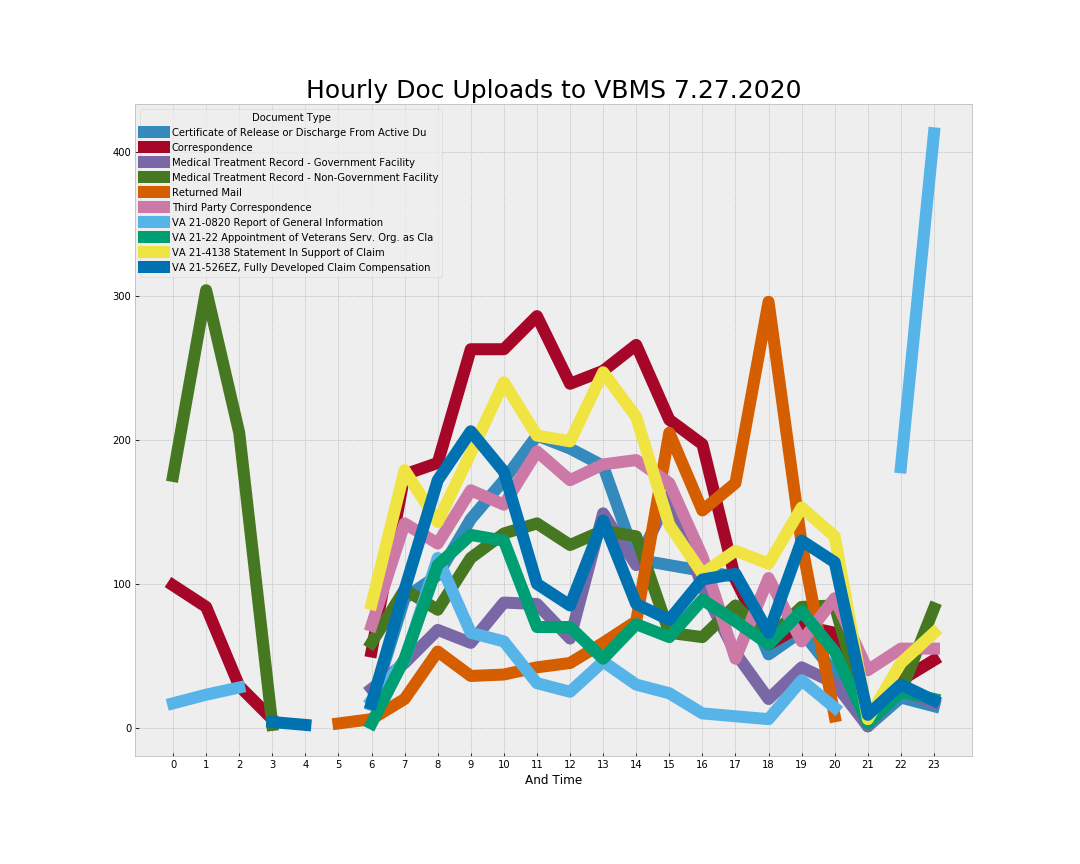 Hourly Doc Uploads to VBMS 7.27.2020
Document Type
Certificate of Release or Discharge From Active Du
Correspondence
Medical Treatment Record - Government Facility
Medical Treatment Record - Non-Government Facility
Returned Mail
Third Party Correspondence
VA 21-0820 Report of General Information
VA 21-22 Appointment of Veterans Serv. Org. as Cla
VA 21-4138 Statement In Support of Claim
VA 21-526EZ, Fully Developed Claim Compensation
400
300
200
100
0
0 1 2 3 4 5 6 7 8 9 10 11 12 13 14 15 16 17 18 19 20 21 22 23
And Time